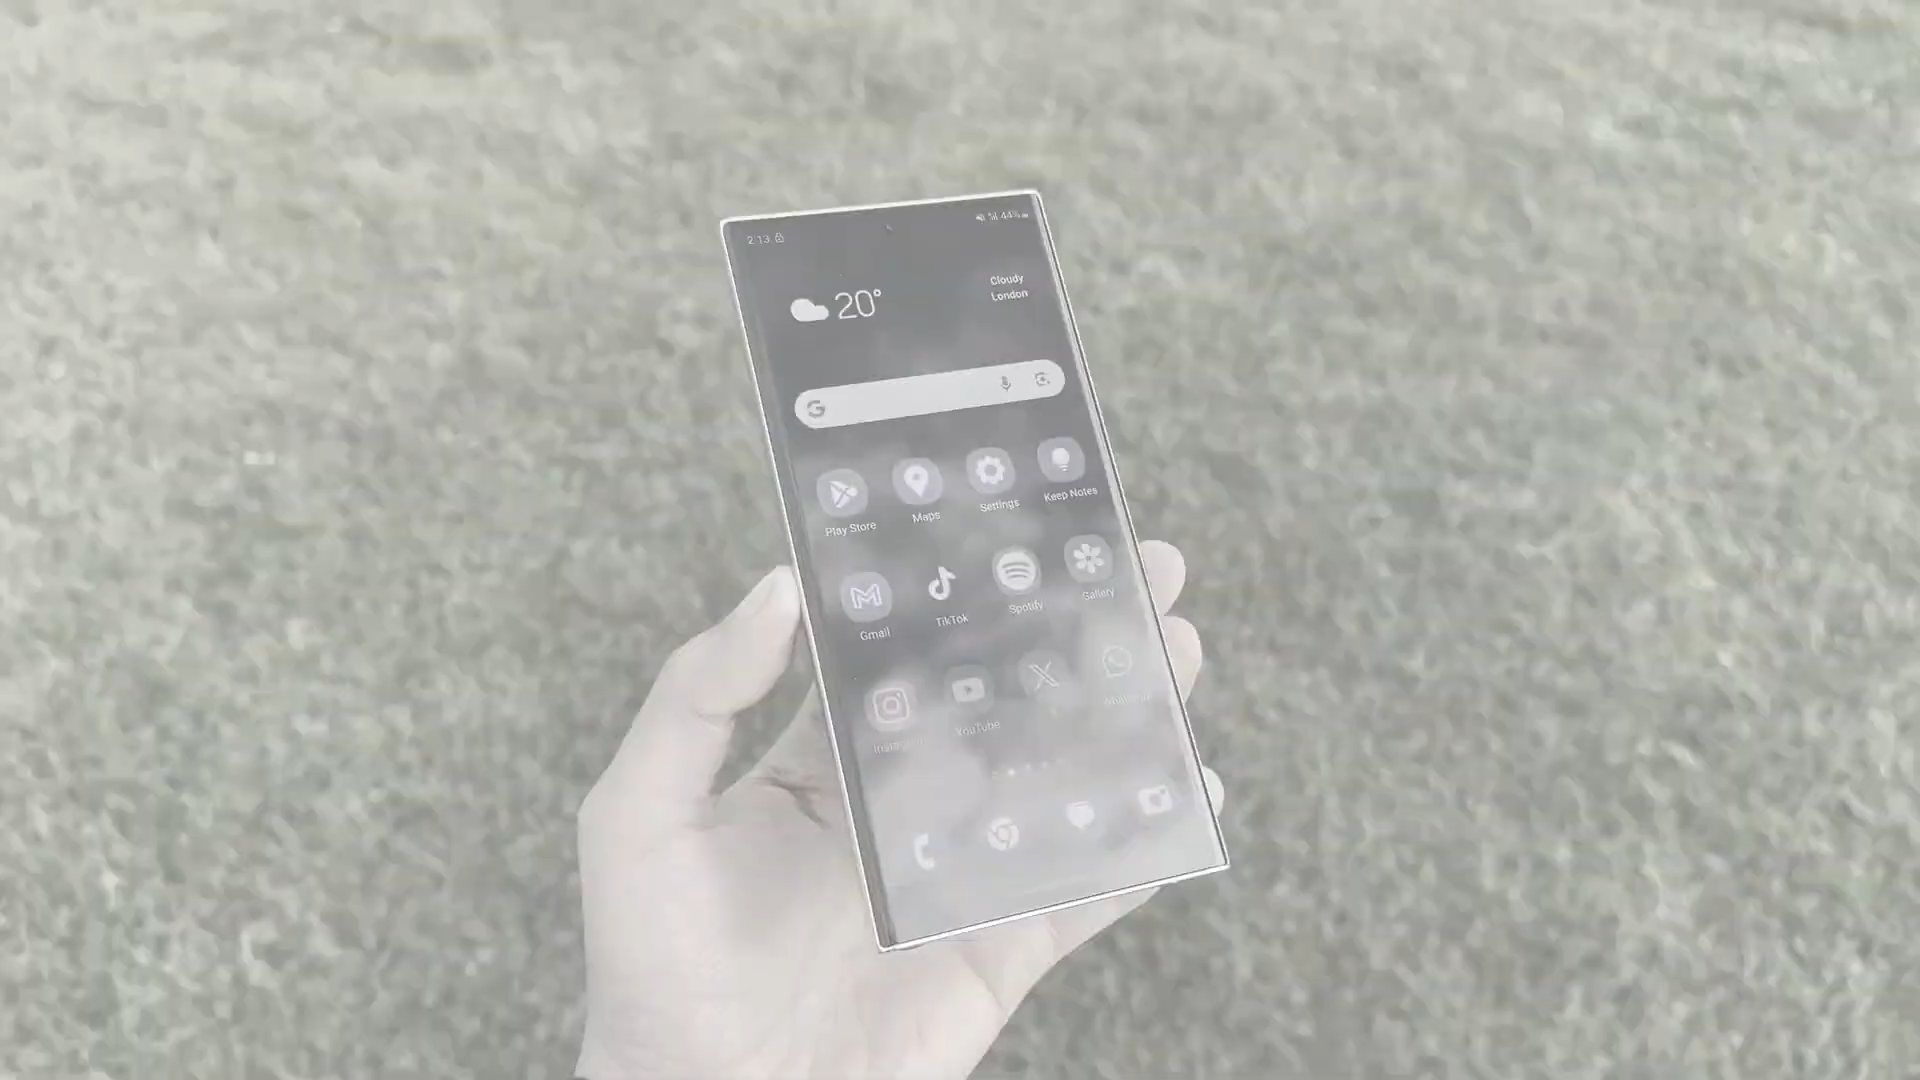 2:13
44%
20°
Cloudy
London
Play Store
Maps
Settings
Keep Notes
Gmail
TikTok
Spotify
Gallery
YouTube